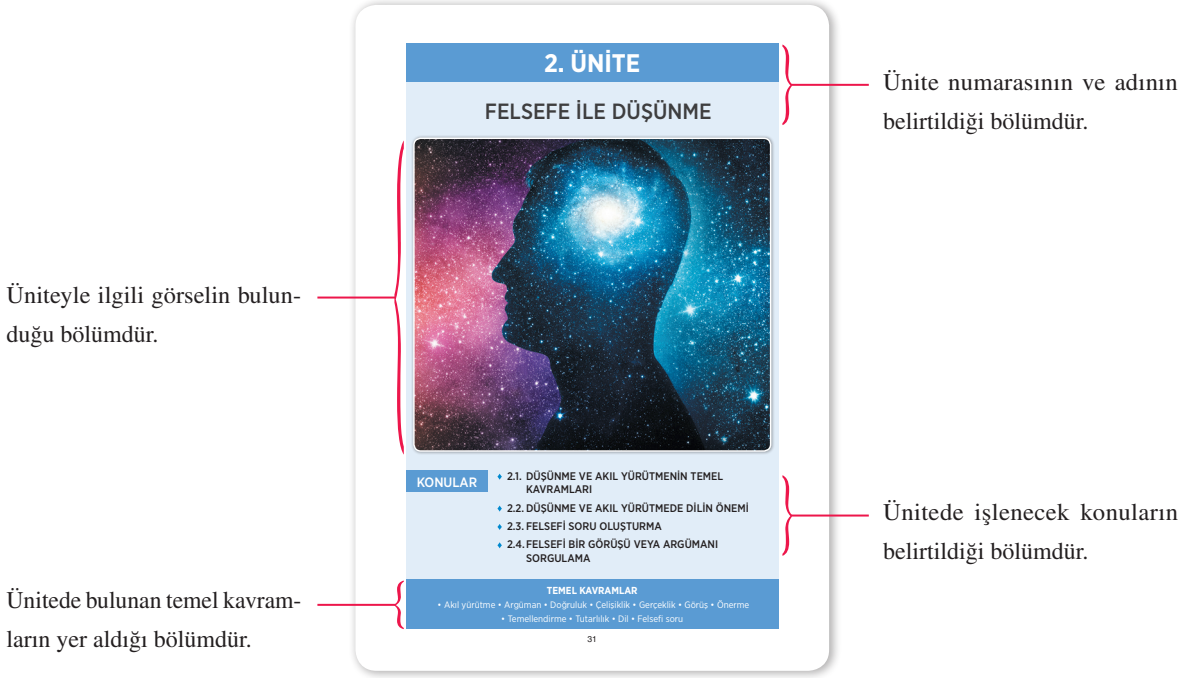 2. ÜNİTE
FELSEFE İLE DÜŞÜNME
Ünite numarasının ve adının
belirtildiği bölümdür.
Üniteyle ilgili görselin bulun-
duğu bölümdür.
KONULAR
♦ 2.1. DÜŞÜNME VE AKIL YÜRÜTMENİN TEMEL
KAVRAMLARI
♦ 2.2. DÜŞÜNME VE AKIL YÜRÜTMEDE DİLİN ÖNEMİ
♦ 2.3. FELSEFİ SORU OLUŞTURMA
♦ 2.4. FELSEFİ BİR GÖRÜŞÜ VEYA ARGÜMANI
SORGULAMA
Ünitede işlenecek konuların
belirtildiği bölümdür.
Ünitede bulunan temel kavram-
ların yer aldığı bölümdür.
TEMEL KAVRAMLAR
• Akıl yürütme • Argüman • Doğruluk • Çelişiklik • Gerçeklik • Görüş • Önerme
• Temellendirme • Tutarlılık • Dil • Felsefi soru
31